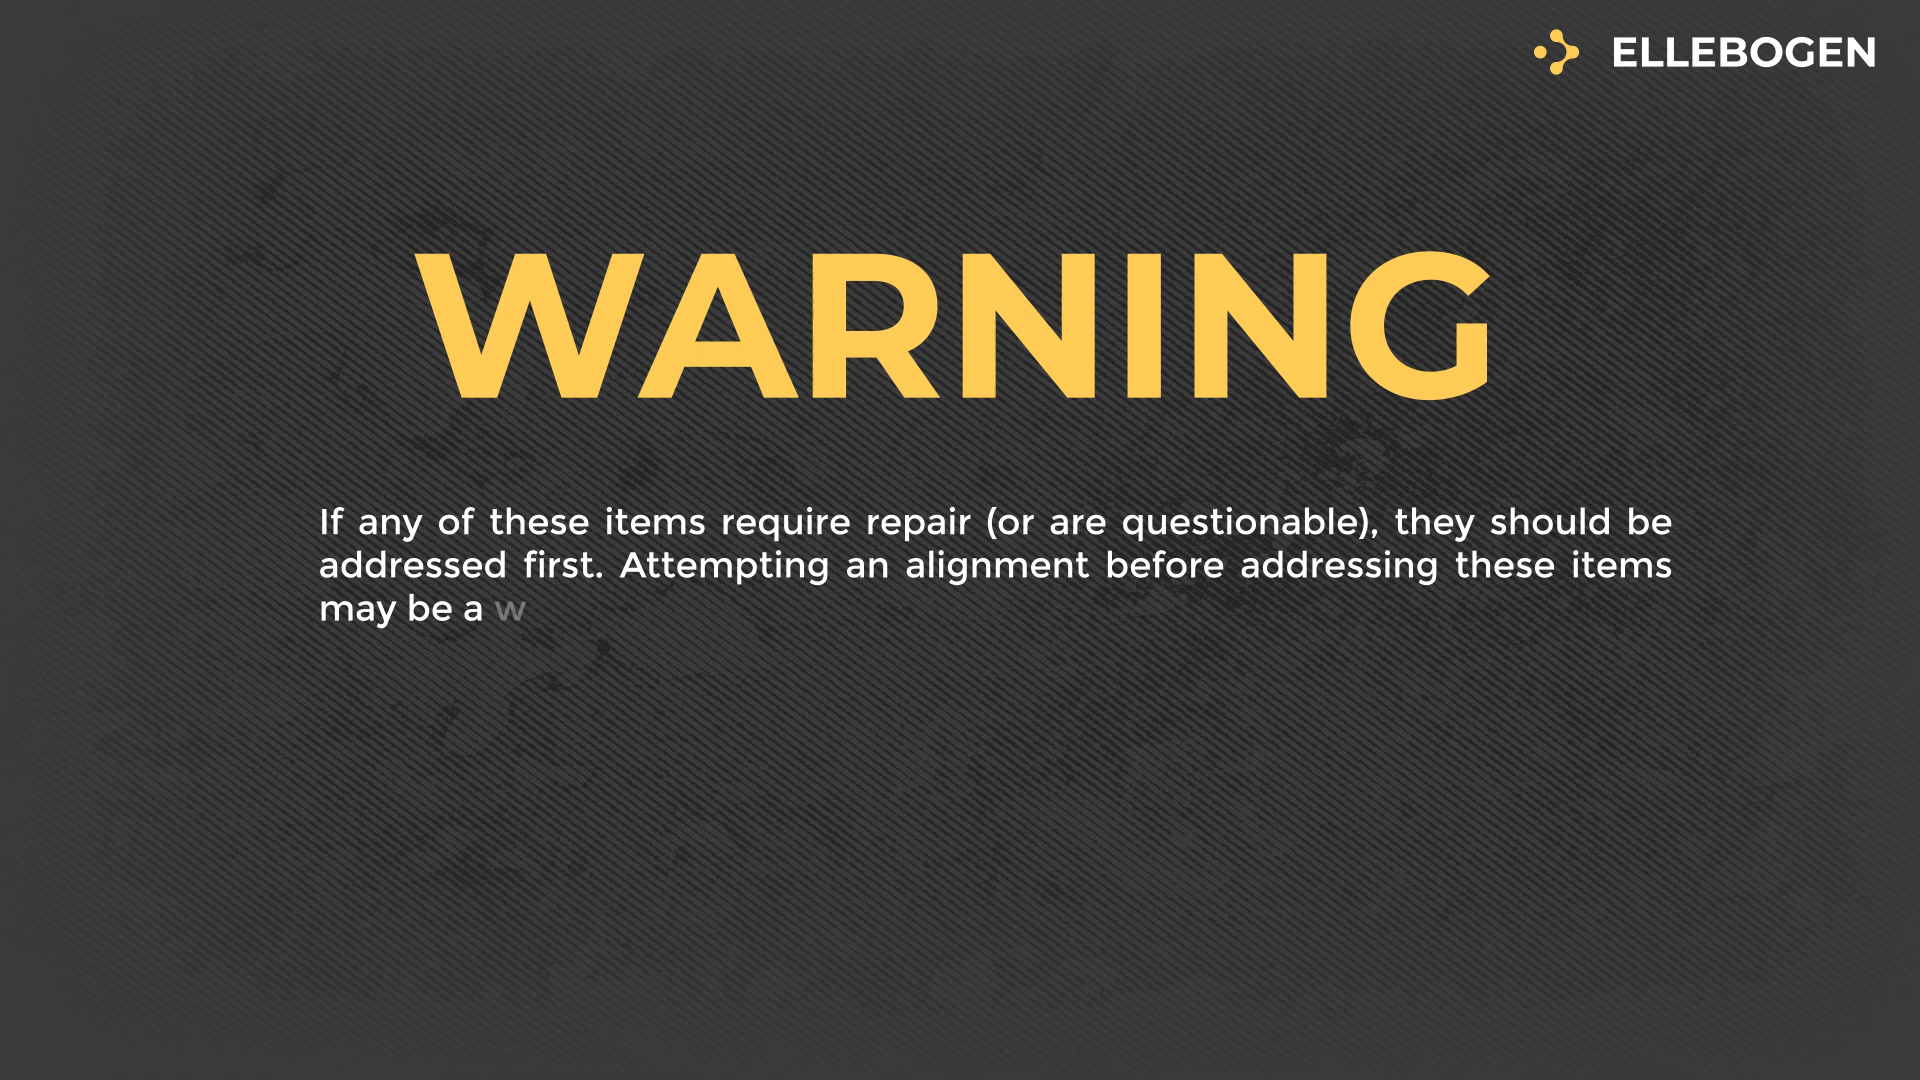 ELLEBOGEN
WARNING
If any of these items require repair (or are questionable), they should be
addressed first. Attempting an alignment before addressing these items
may be a w